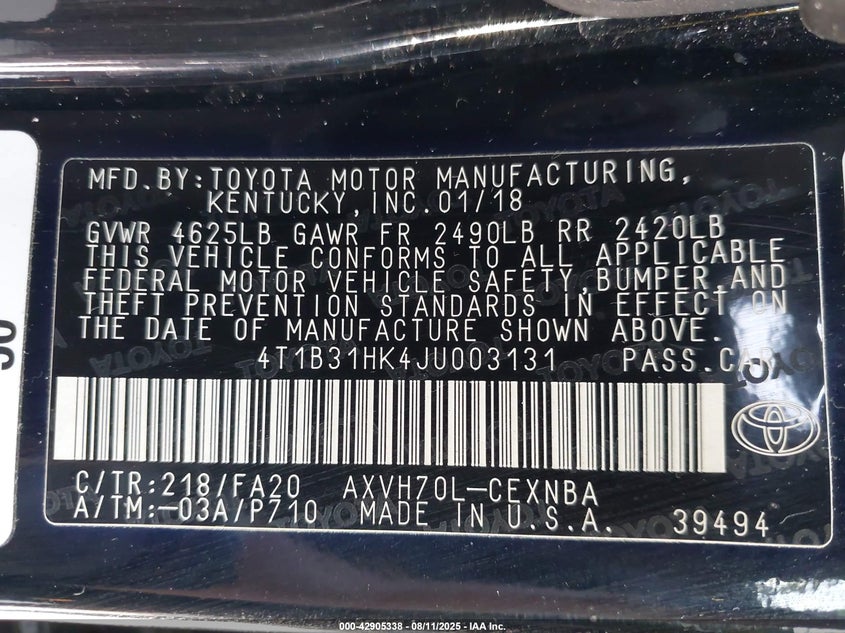 MFD.BY:TOYOTA MOTOR MANUFACTURING,
KENTUCKY,INC.01/18
GVWR 4625LB GAWR FR 2490LB RR 2420LB
THIS VEHICLE CONFORMS TO ALL APPLICABLE
FEDERAL MOTOR VEHICLE SAFETY,BUMPER,AND
THEFT PREVENTION STANDARDS IN EFFECT ON
THE DATE OF MANUFACTURE SHOWN ABOVE.
4T1B31HK4JU003131 PASS.CAR
C/TR:218/FA20 AXVH70L-CEXNBA
A/TM:-03A/P710 MADE IN U.S.A. 39494
000-42905338 - 08/11/2025 - IAA Inc.